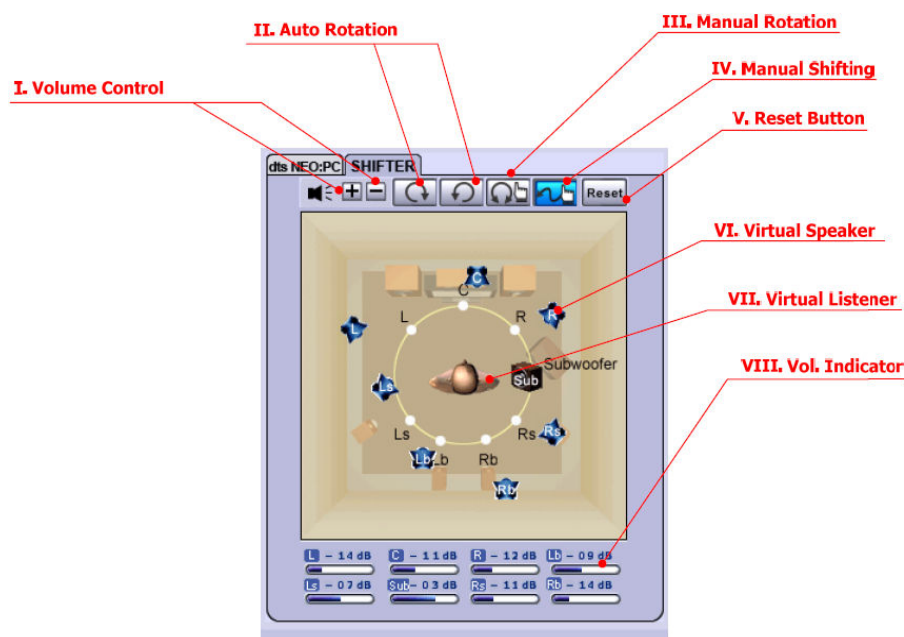 III. Manual Rotation
II. Auto Rotation
IV. Manual Shifting
I. Volume Control
V. Reset Button
dts NEO:PC SHIFTER
Reset
VI. Virtual Speaker
C
C
L
R
R
L
VII. Virtual Listener
Subwoofer
VIII. Vol. Indicator
Sub
Ls
Ls
Rs
Rs
Lb
Lb
Rb
Rb
L - 14 dB C - 11 dB R - 12 dB Lb - 09 dB
Ls - 07 dB Sub - 03 dB Rs - 11 dB Rb - 14 dB